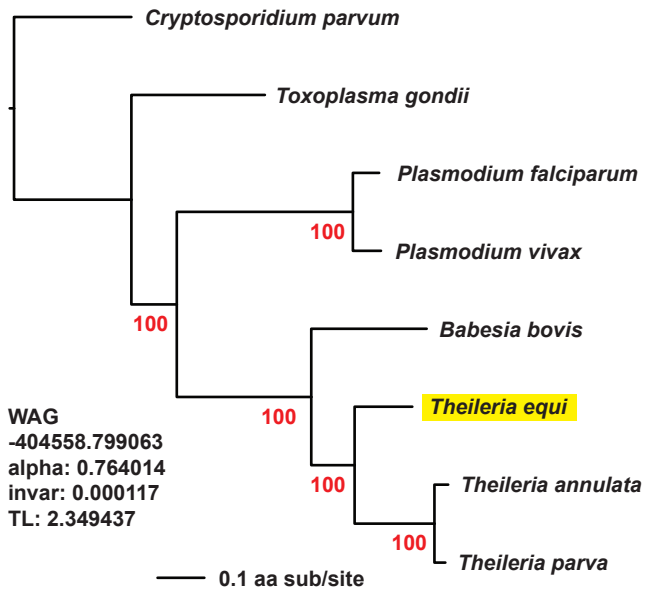 Cryptosporidium parvum
Toxoplasma gondii
Plasmodium falciparum
100
Plasmodium vivax
100
Babesia bovis
100
Theileria equi
WAG
-404558.799063
alpha: 0.764014
invar: 0.000117
TL: 2.349437
100
Theileria annulata
100
Theileria parva
0.1 aa sub/site